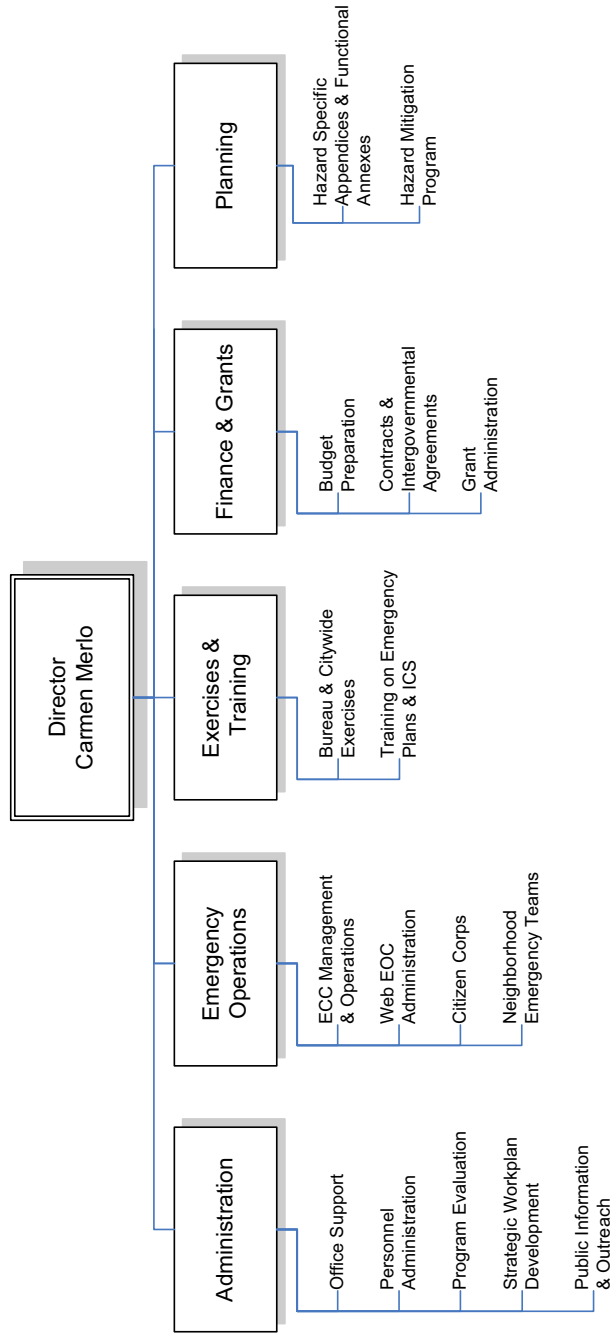 Director
Carmen Merlo
Administration
Office Support
Personnel
Administration
Program Evaluation
Strategic Workplan
Development
Public Information
& Outreach
Emergency
Operations
ECC Management
& Operations
Web EOC
Administration
Citizen Corps
Neighborhood
Emergency Teams
Exercises &
Training
Bureau & Citywide
Exercises
Training on Emergency
Plans & ICS
Finance & Grants
Budget
Preparation
Contracts &
Intergovernmental
Agreements
Grant
Administration
Planning
Hazard Specific
Appendices & Functional
Annexes
Hazard Mitigation
Program